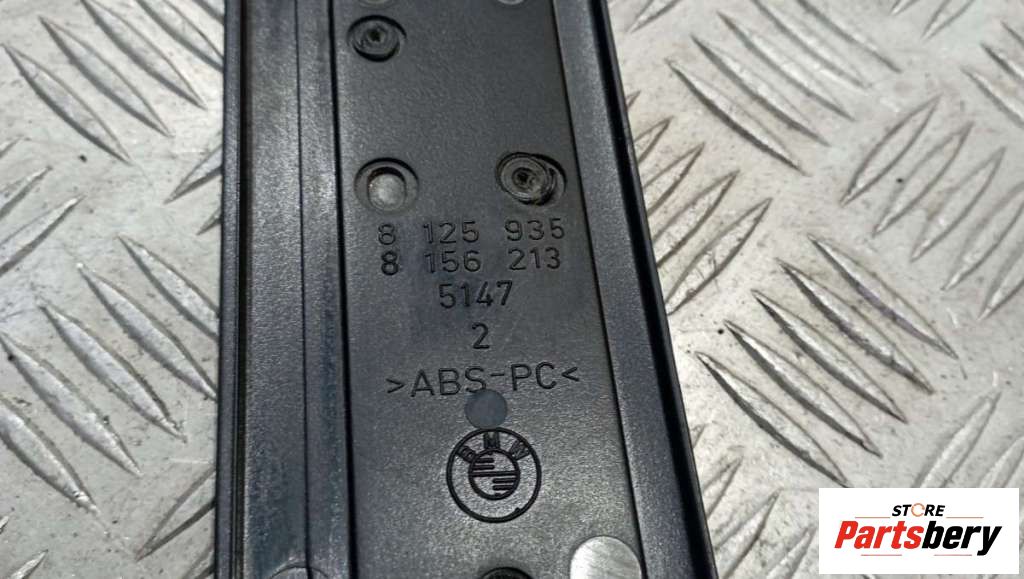 8 125 935
8 156 213
5147
2
>ABS-PC<
BMW
STORE
Partsbery